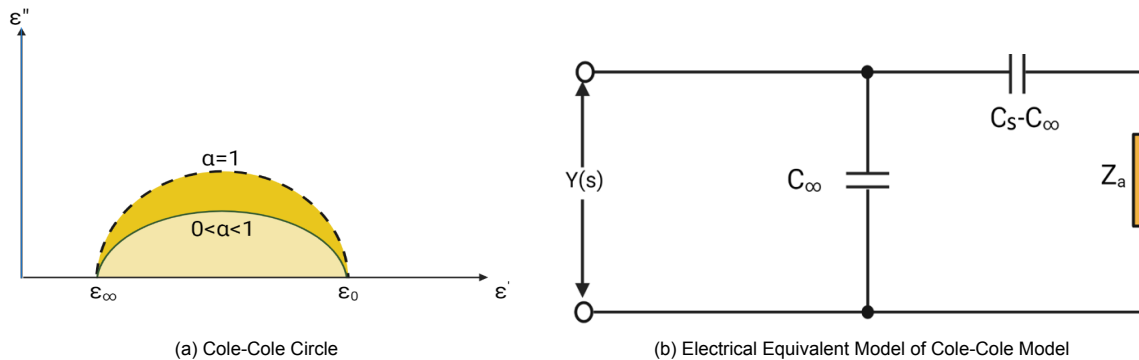 ε"
α=1
0<α<1
ε∞
ε0
ε'
(a) Cole-Cole Circle
Y(s)
C∞
CS-C∞
Za
(b) Electrical Equivalent Model of Cole-Cole Model